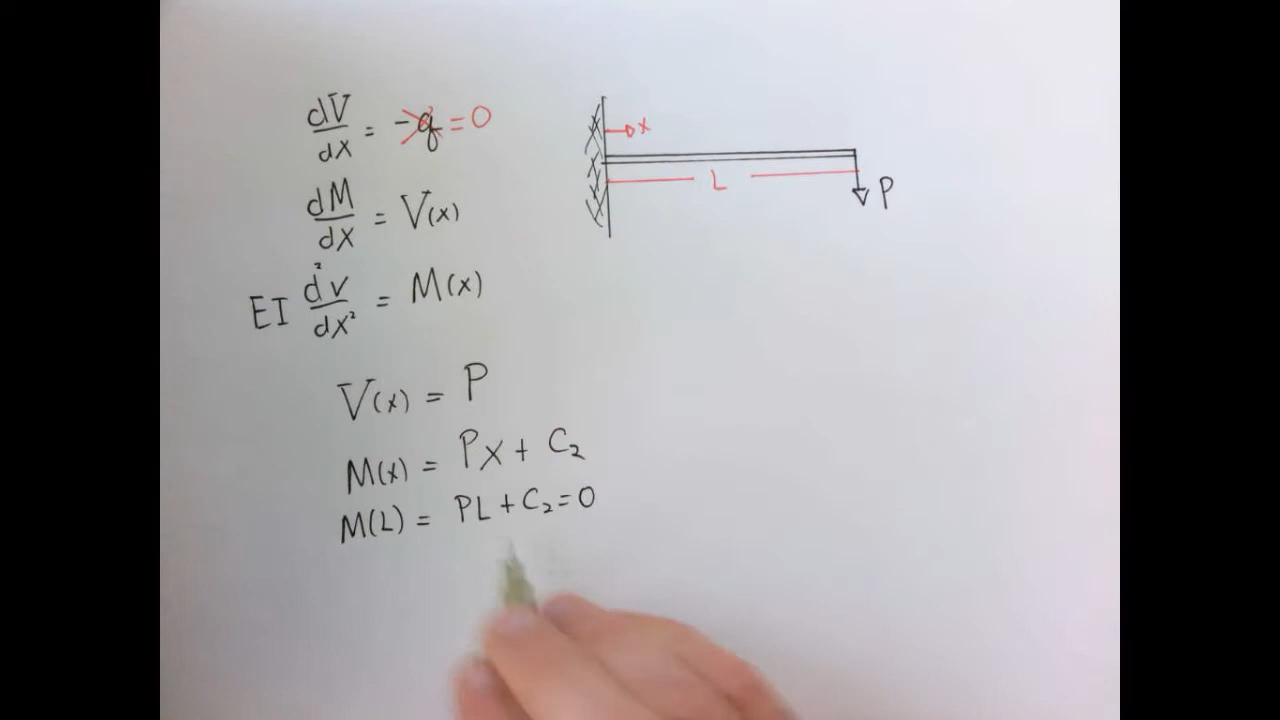 dV/dx = -q = 0
dM/dx = V(x)
EI d²v/dx² = M(x)
V(x) = P
M(x) = Px + C₂
M(L) = PL + C₂ = 0
x
L
P